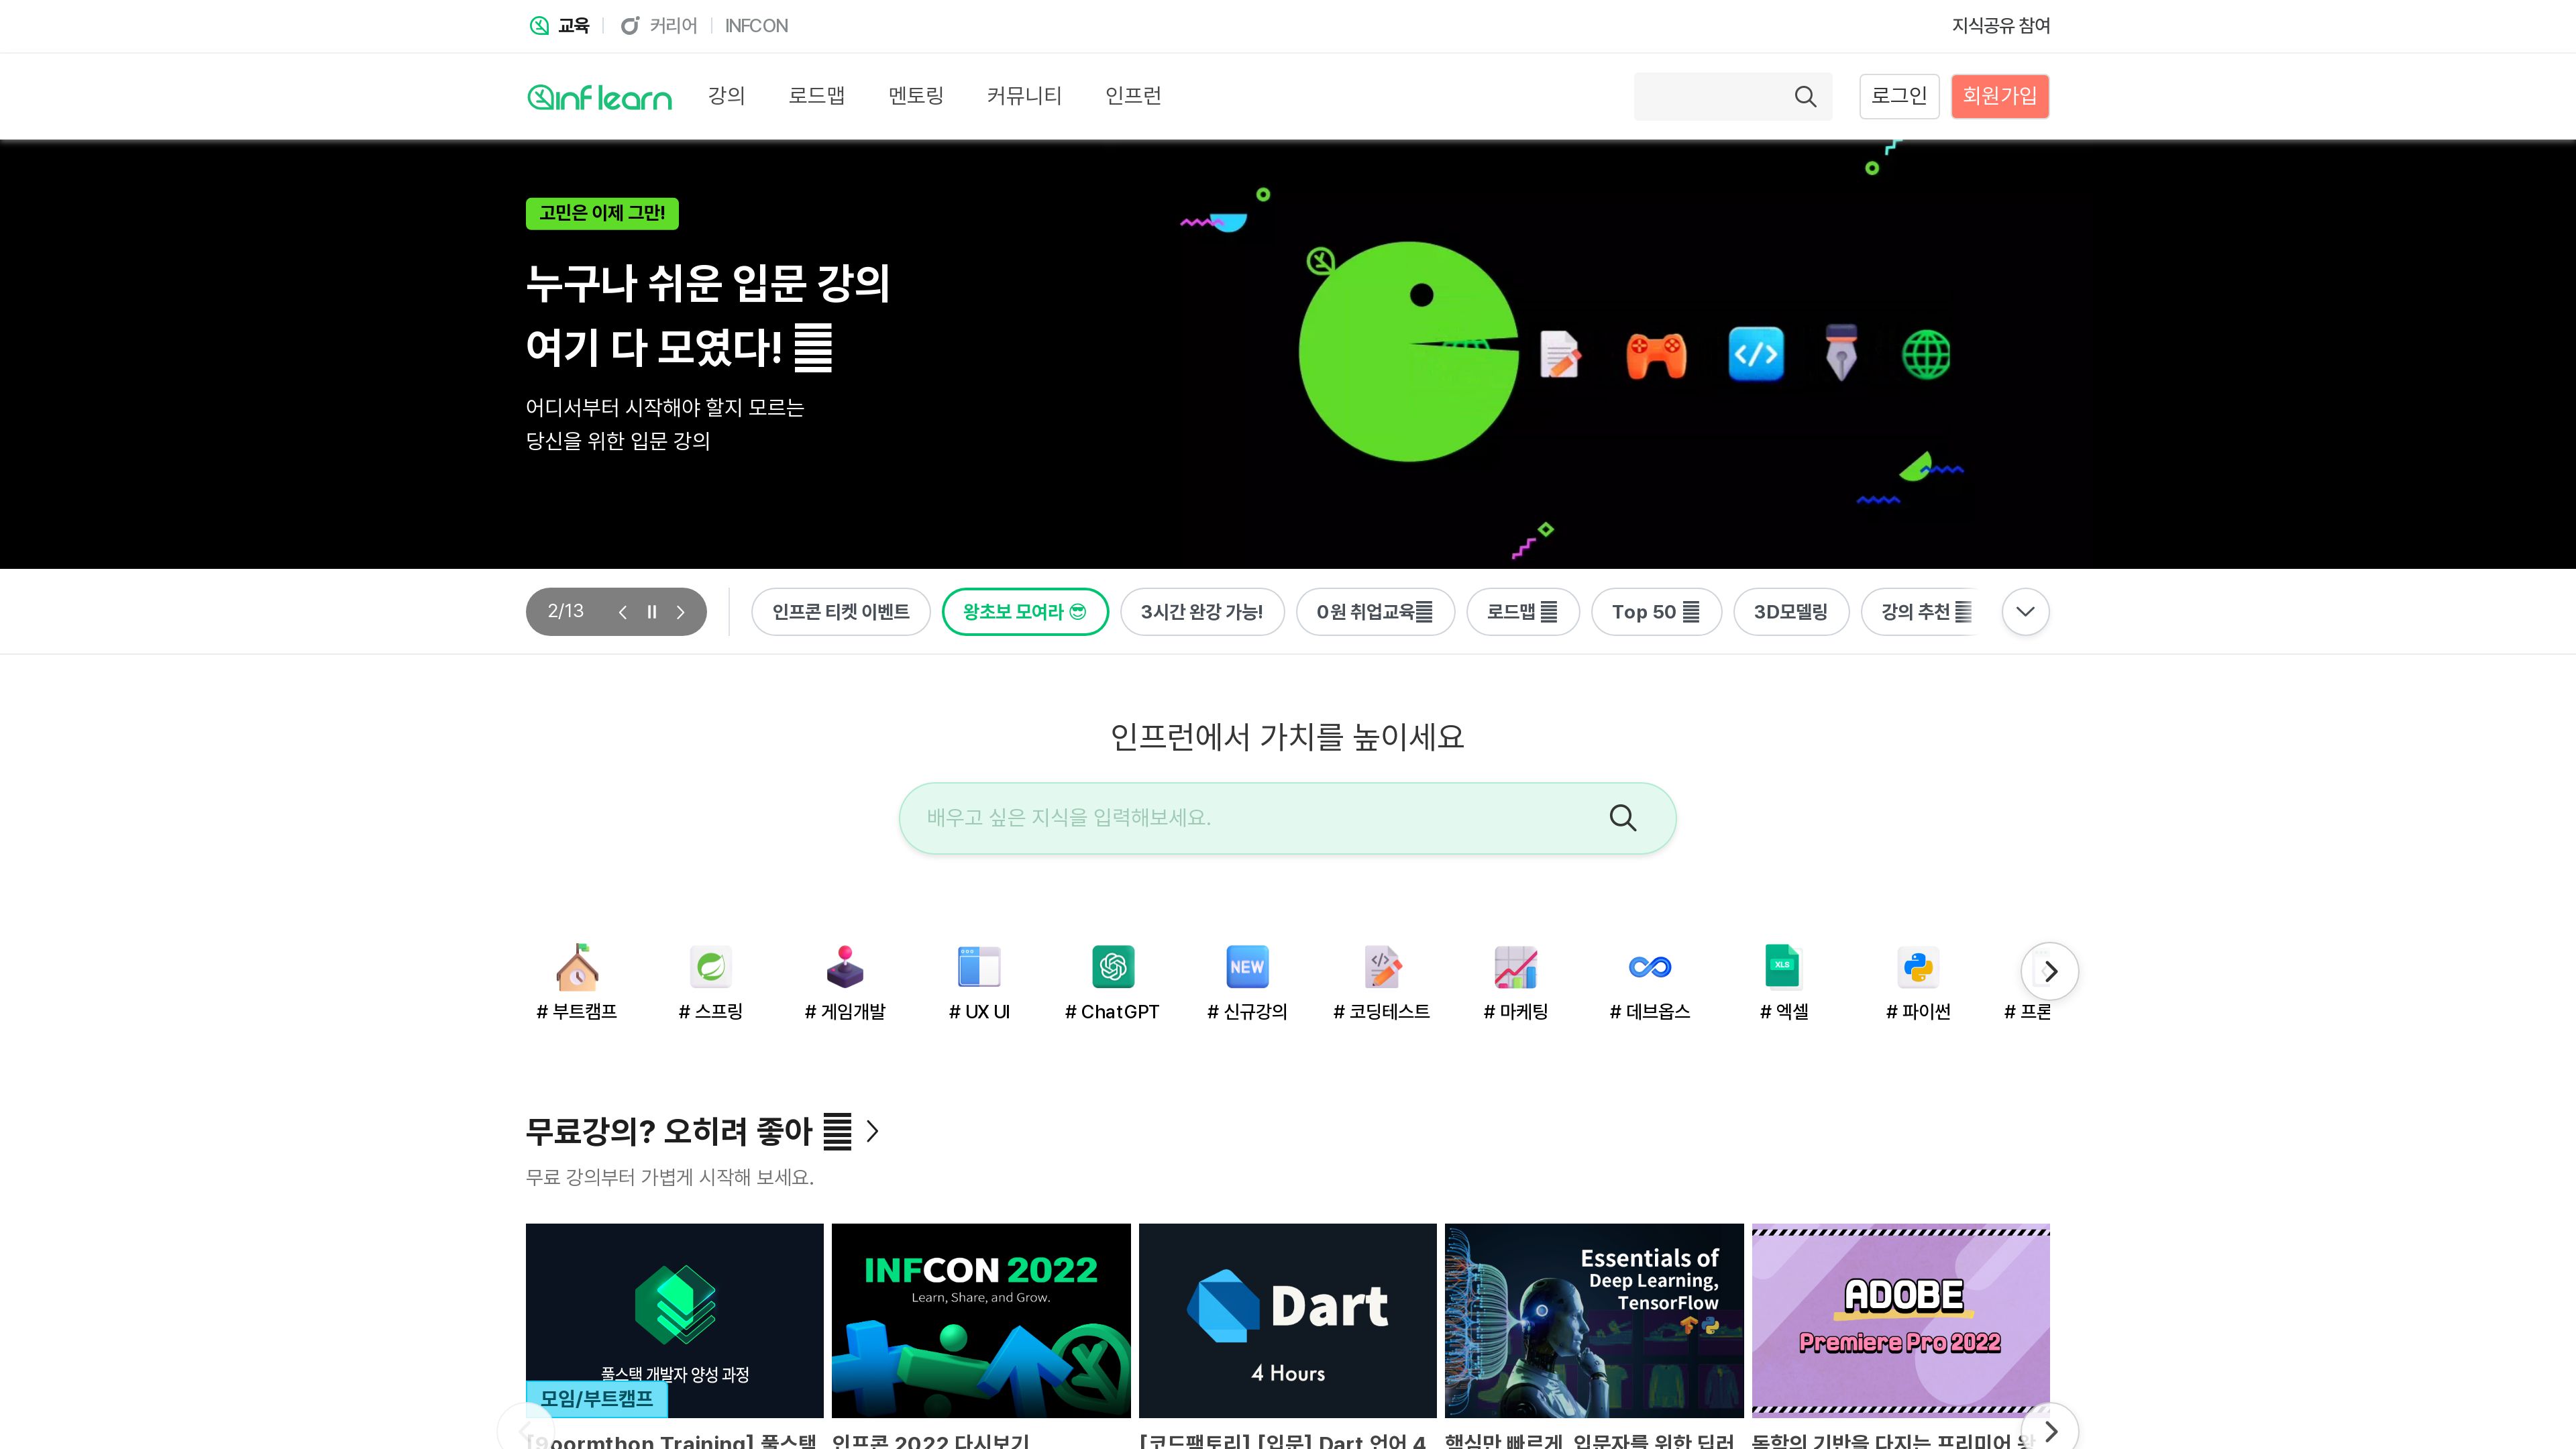 교육
커리어
INFCON
지식공유 참여
inflearn
강의
로드맵
멘토링
커뮤니티
인프런
로그인
회원가입
고민은 이제 그만!
누구나 쉬운 입문 강의
여기 다 모였다!
어디서부터 시작해야 할지 모르는
당신을 위한 입문 강의
2/13
인프콘 티켓 이벤트
왕초보 모여라 😎
3시간 완강 가능!
0원 취업교육
로드맵
Top 50
3D모델링
강의 추천
인프런에서 가치를 높이세요
배우고 싶은 지식을 입력해보세요.
NEW
XLS
# 부트캠프
# 스프링
# 게임개발
# UX UI
# ChatGPT
# 신규강의
# 코딩테스트
# 마케팅
# 데브옵스
# 엑셀
# 파이썬
# 프론
무료강의? 오히려 좋아
무료 강의부터 가볍게 시작해 보세요.
풀스택 개발자 양성 과정
모임/부트캠프
INFCON 2022
Learn, Share, and Grow.
Dart
4 Hours
Essentials of
Deep Learning,
TensorFlow
ADOBE
Premiere Pro 2022
[9oormthon Training] 풀스택
인프콘 2022 다시보기
[코드팩토리] [입문] Dart 언어 4
핵심만 빠르게, 입문자를 위한 딥러
독학의 기반을 다지는 프리미어 왕